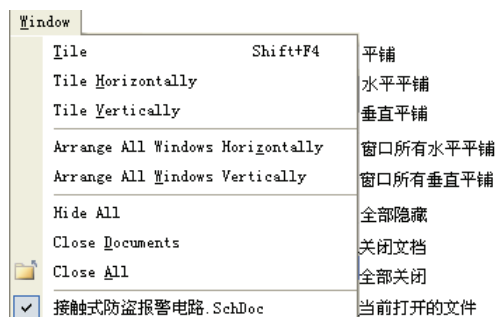 Window
Tile Shift+F4 平铺
Tile Horizontally 水平平铺
Tile Vertically 垂直平铺
Arrange All Windows Horizontally 窗口所有水平平铺
Arrange All Windows Vertically 窗口所有垂直平铺
Hide All 全部隐藏
Close Documents 关闭文档
Close All 全部关闭
接触式防盗报警电路.SchDoc 当前打开的文件